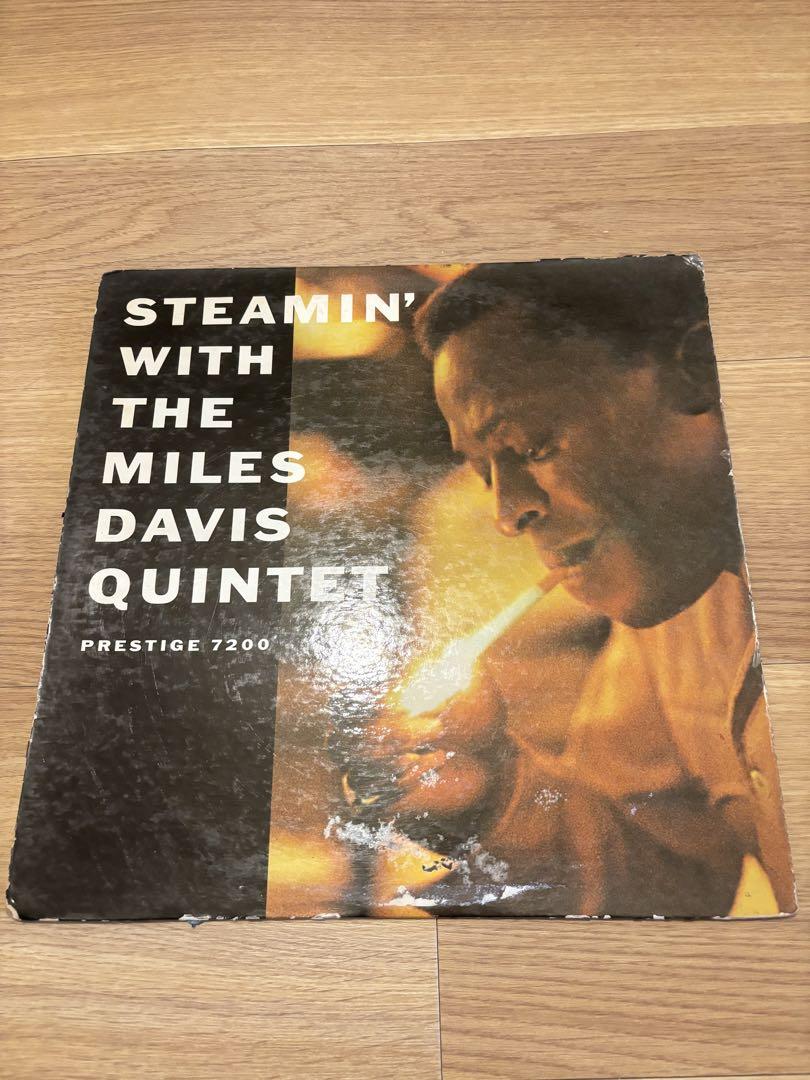 STEAMIN'
WITH
THE
MILES
DAVIS
QUINTET
PRESTIGE 7200